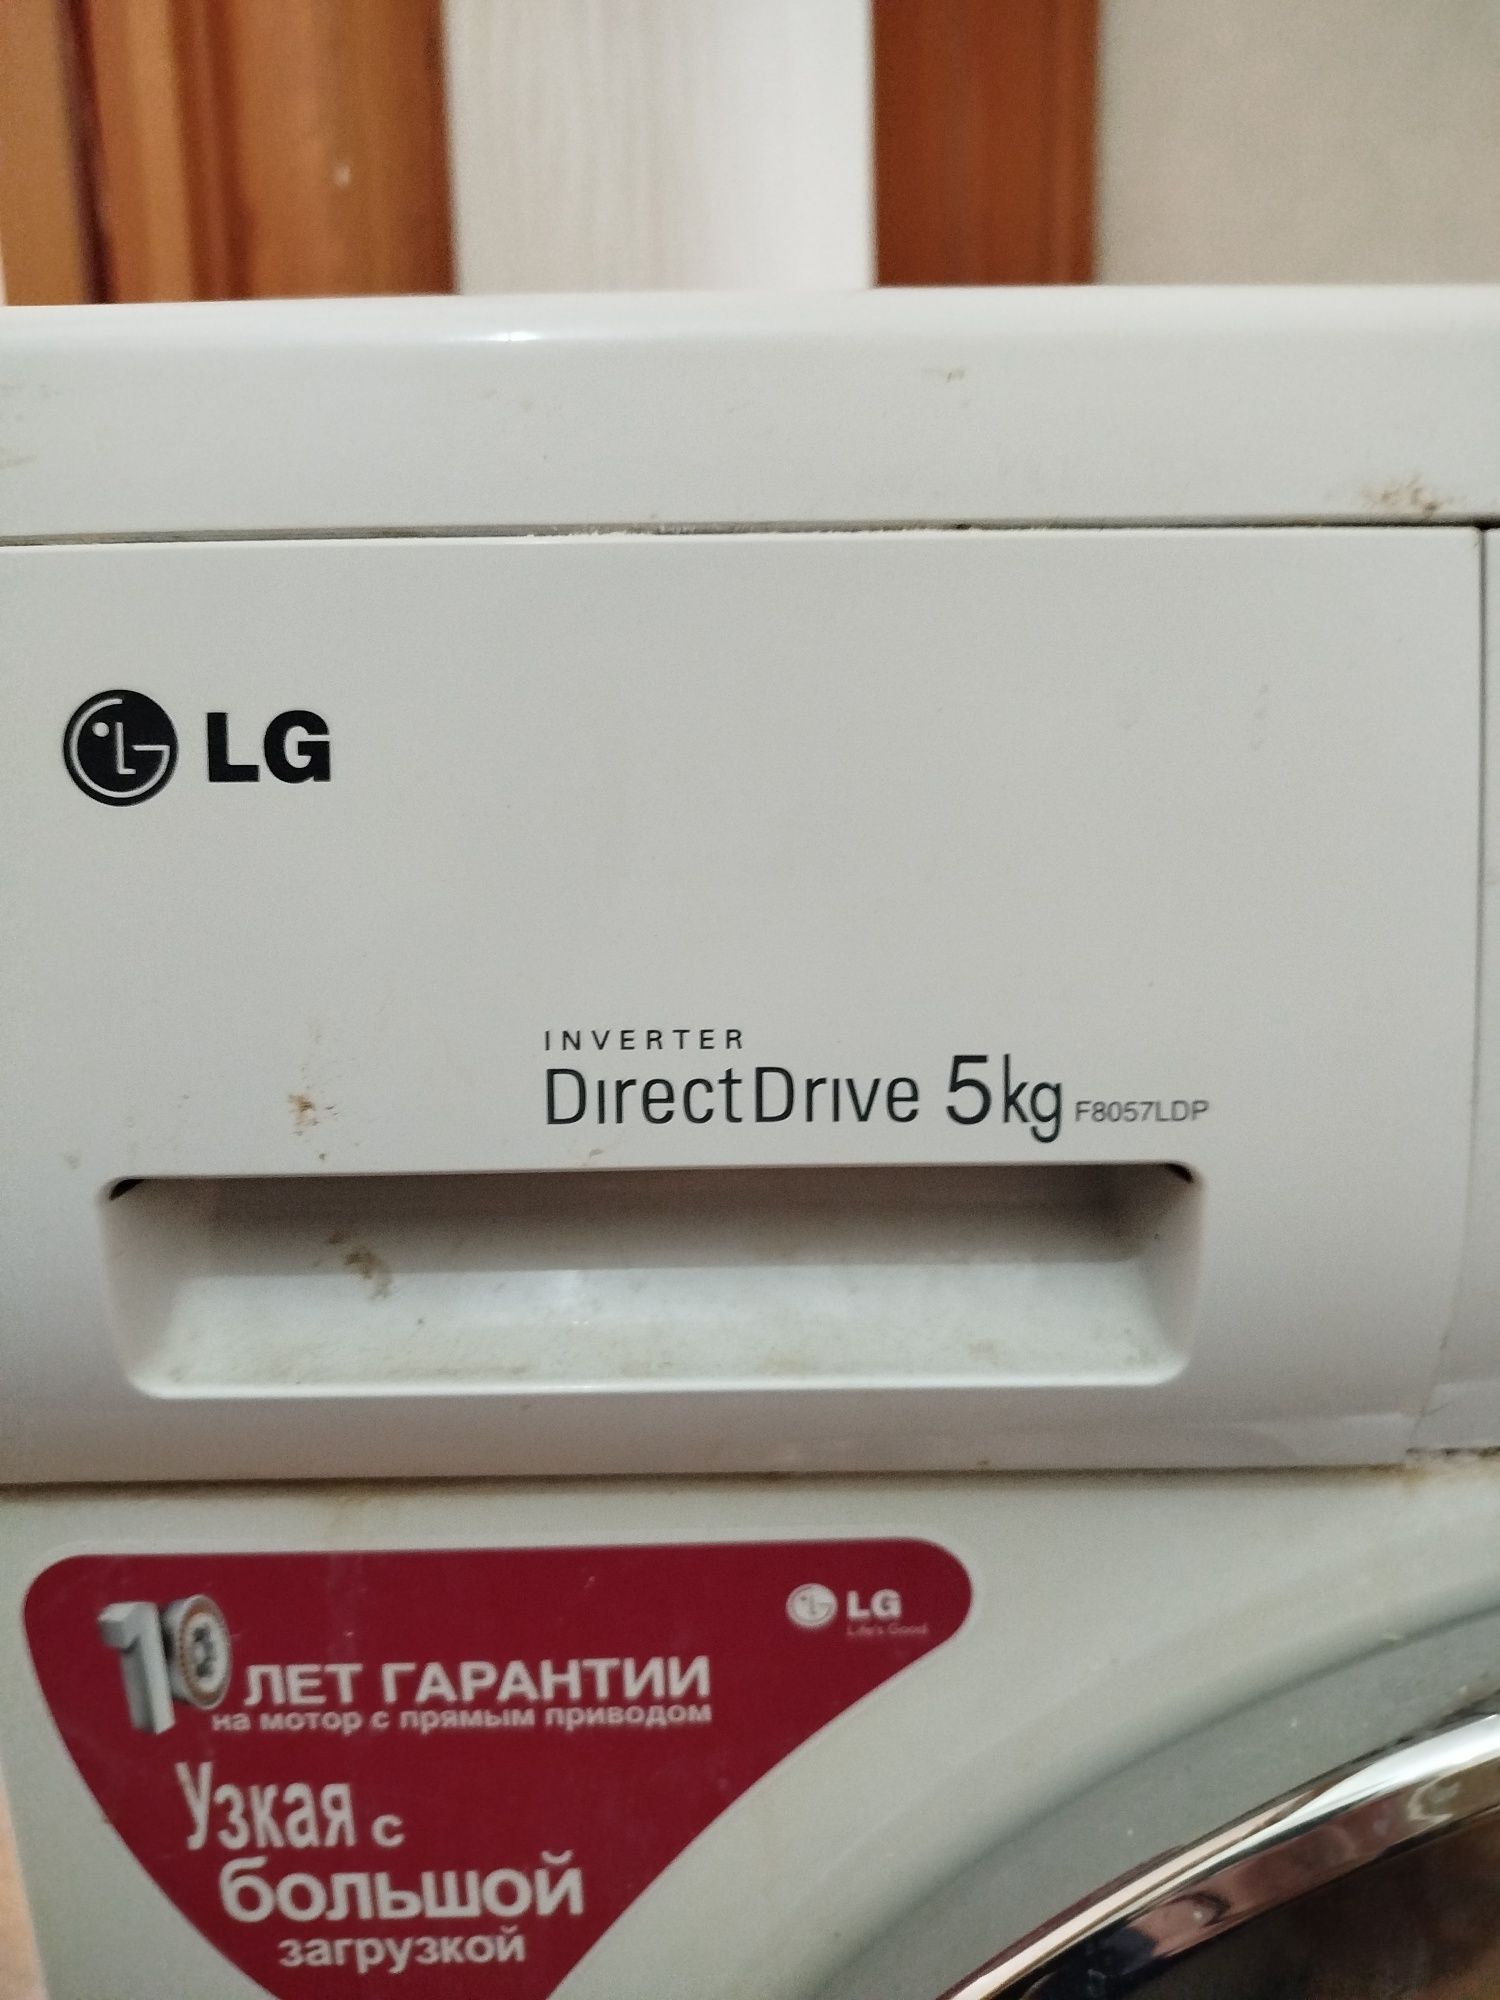 LG
INVERTER
DirectDrive 5kg F8057LDP
LG
Life's Good
10 ЛЕТ ГАРАНТИИ
на мотор с прямым приводом
Узкая с
большой
загрузкой